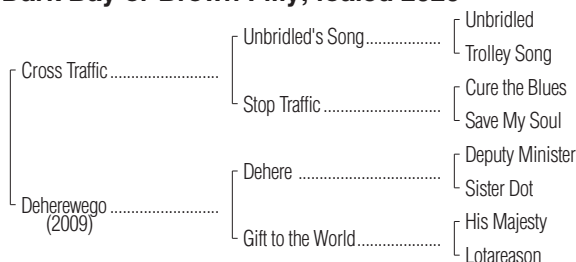 Dark Bay or Brown Filly; foaled
Unbridled
Unbridled's Song
Trolley Song
Cross Traffic
Cure the Blues
Stop Traffic
Save My Soul
Deputy Minister
Dehere
Sister Dot
Deherewego
(2009)
His Majesty
Gift to the World
Lotareason